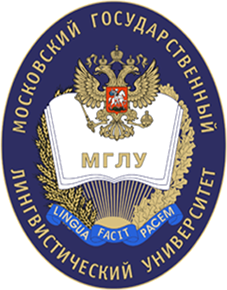 МОСКОВСКИЙ ГОСУДАРСТВЕННЫЙ
МГЛУ
LINGUA FACIT PACEM
ЛИНГВИСТИЧЕСКИЙ УНИВЕРСИТЕТ